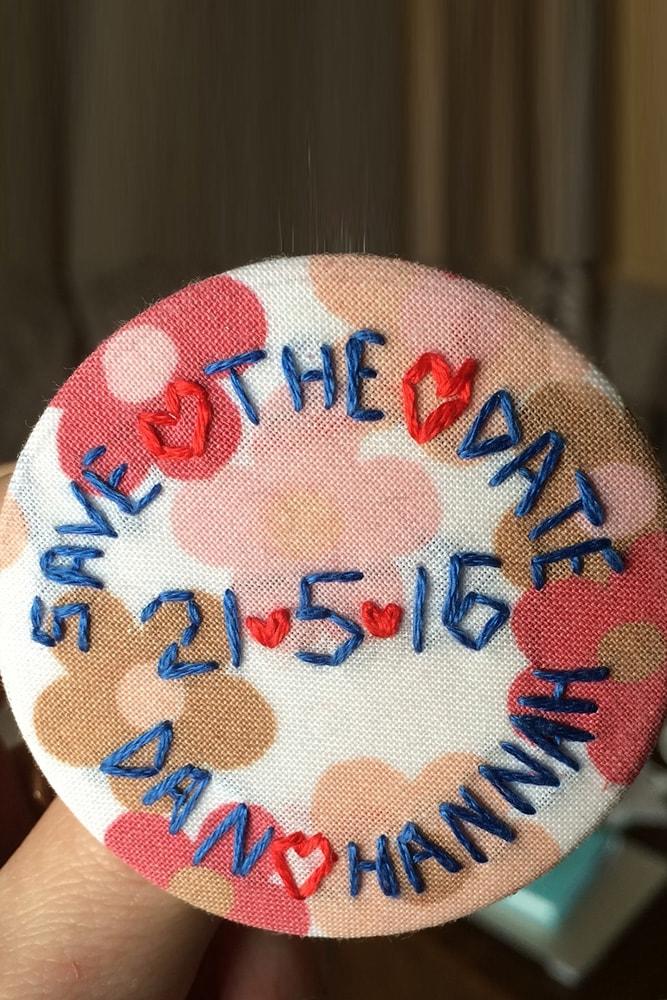 SAVE ♥ THE ♥ DATE
21♥5♥16
DAN ♥ HANNAH